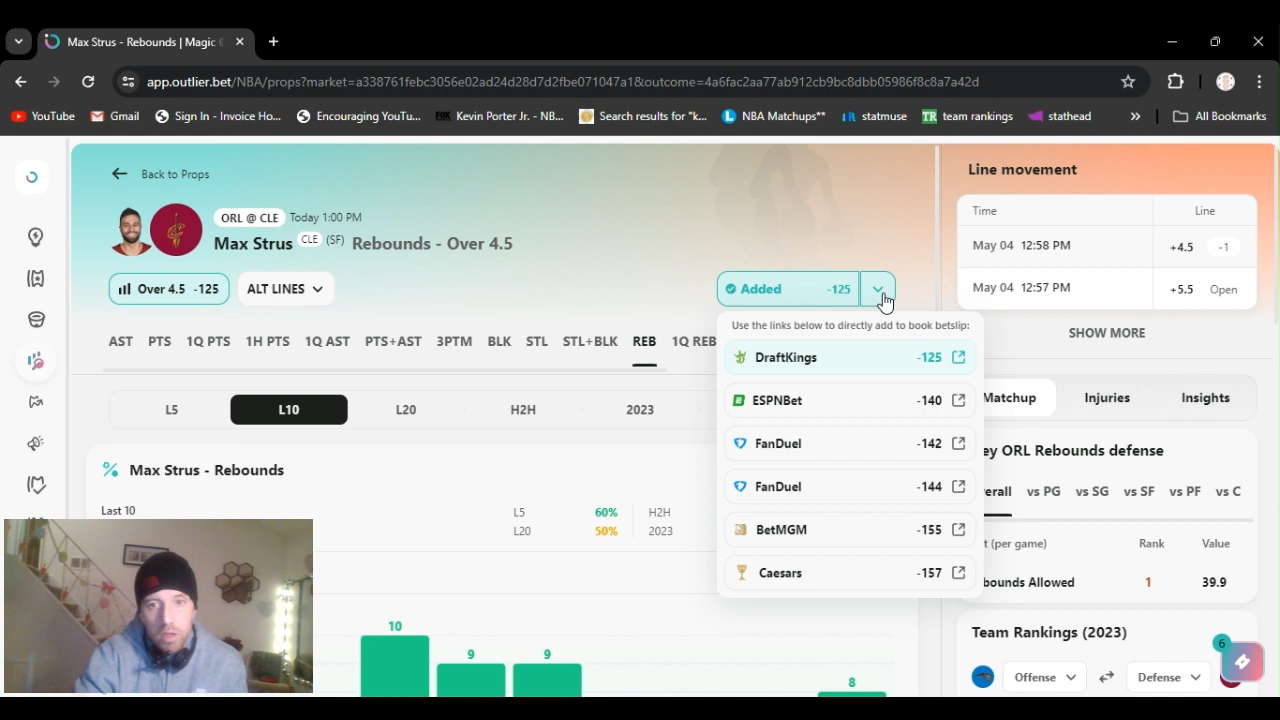 Max Strus - Rebounds | Magic
app.outlier.bet/NBA/props?market=a338761febc3056e02ad24d28d7d2fbe071047a1&outcome=4a6fac2aa77ab912cb9bc8dbb05986f8c8a7a42d
YouTube Gmail Sign In - Invoice Ho... Encouraging YouTu... Kevin Porter Jr. - NB... Search results for "k... NBA Matchups** statmuse team rankings stathead » All Bookmarks
Back to Props
ORL @ CLE Today 1:00 PM
Max Strus CLE (SF) Rebounds - Over 4.5
Over 4.5 -125 ALT LINES
Added -125
Use the links below to directly add to book betslip:
DraftKings -125
ESPNBet -140
FanDuel -142
FanDuel -144
BetMGM -155
Caesars -157
AST PTS 1Q PTS 1H PTS 1Q AST PTS+AST 3PTM BLK STL STL+BLK REB 1Q REB
L5 L10 L20 H2H 2023
Max Strus - Rebounds
Last 10
L5 60% H2H
L20 50% 2023
10
9
9
8
Line movement
Time Line
May 04 12:58 PM +4.5 -1
May 04 12:57 PM +5.5 Open
SHOW MORE
Matchup Injuries Insights
ey ORL Rebounds defense
erall vs PG vs SG vs SF vs PF vs C
t (per game) Rank Value
bounds Allowed 1 39.9
Team Rankings (2023)
6
Offense Defense